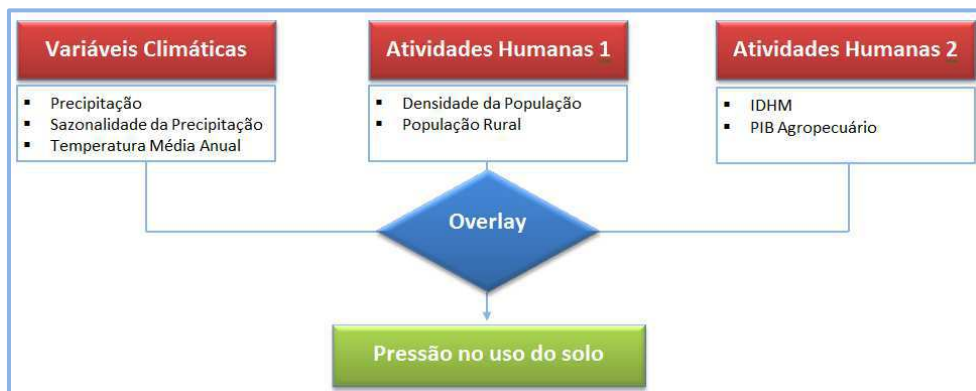 Variáveis Climáticas
▪ Precipitação
▪ Sazonalidade da Precipitação
▪ Temperatura Média Anual
Atividades Humanas 1
▪ Densidade da População
▪ População Rural
Atividades Humanas 2
▪ IDHM
▪ PIB Agropecuário
Overlay
Pressão no uso do solo